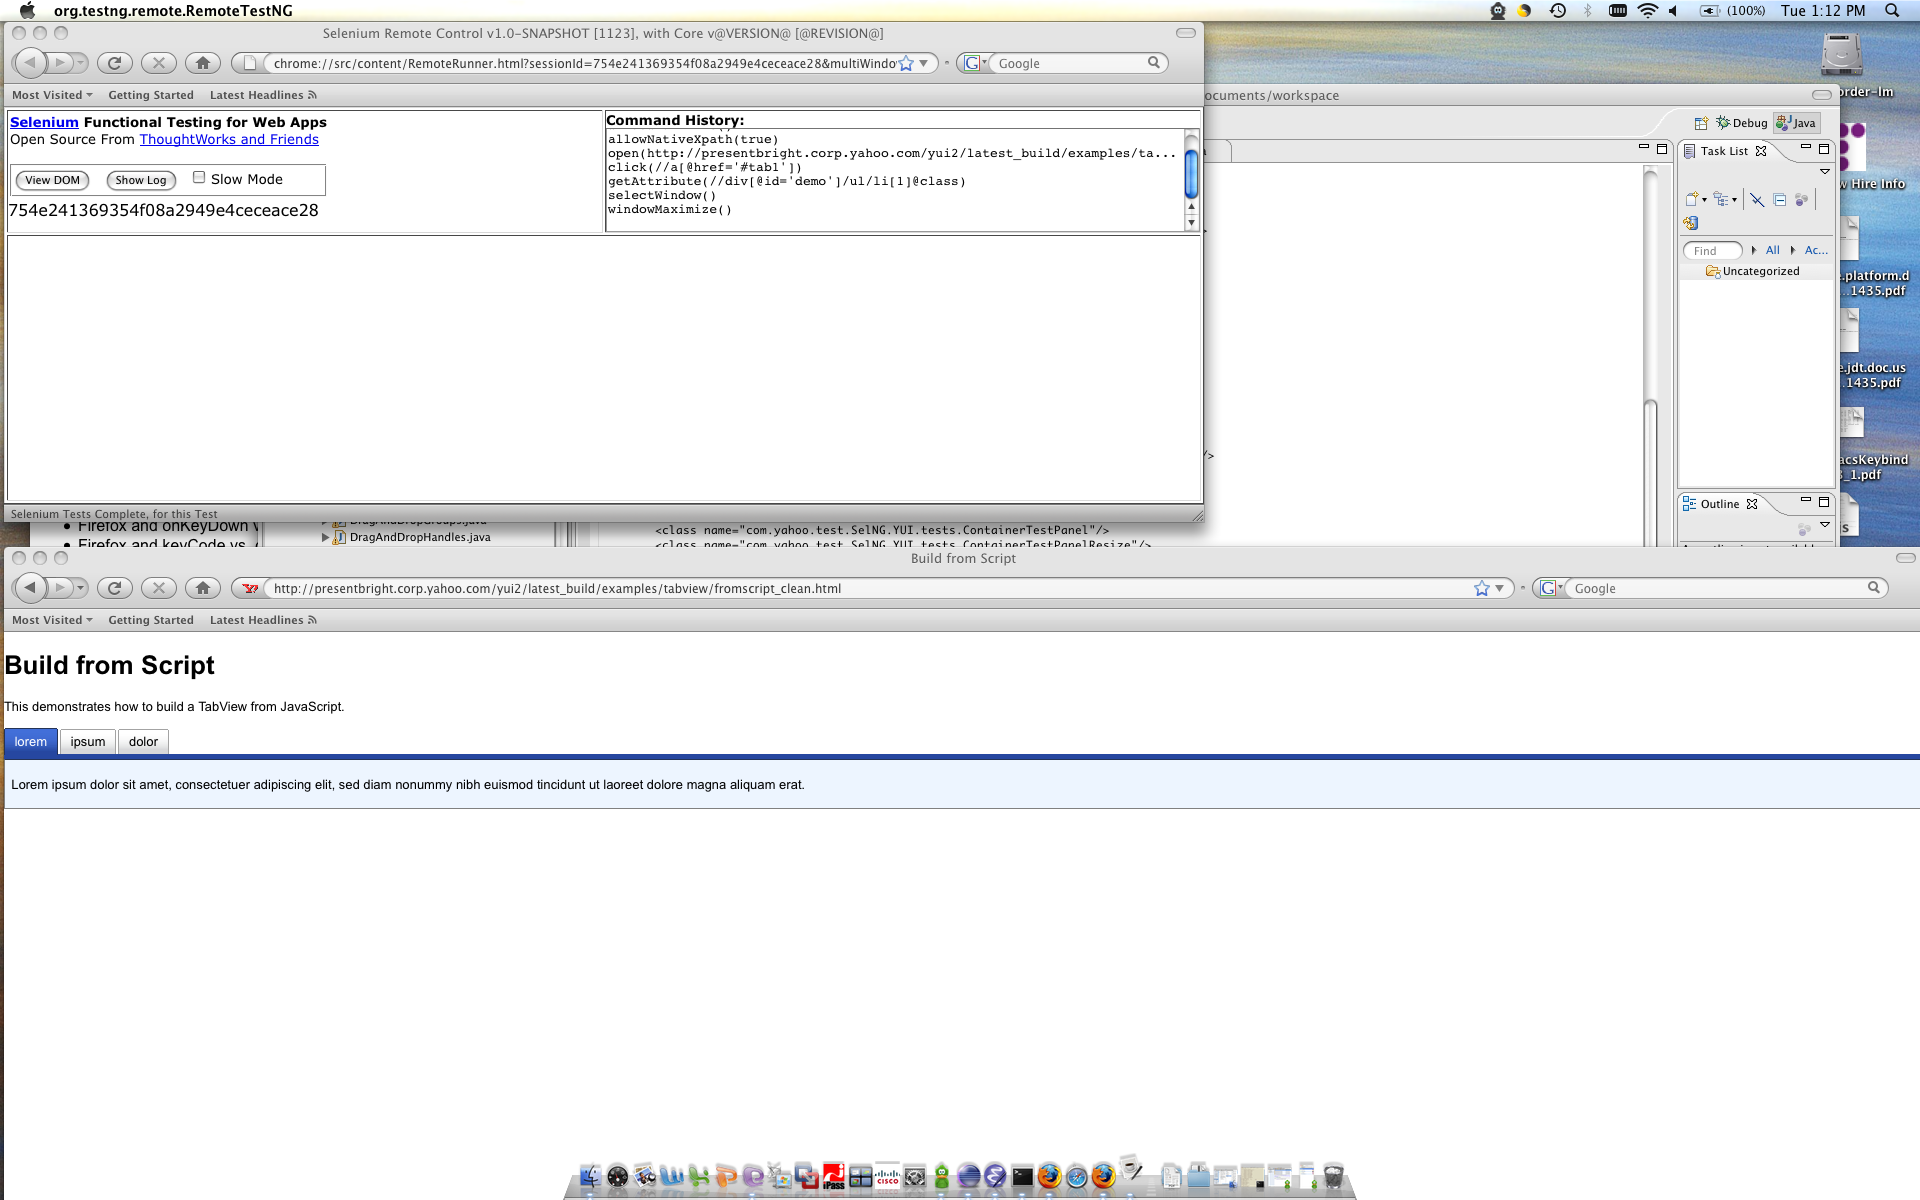 org.testng.remote.RemoteTestNG
(100%)
Tue 1:12 PM
Selenium Remote Control v1.0-SNAPSHOT [1123], with Core v@VERSION@ [@REVISION@]
chrome://src/content/RemoteRunner.html?sessionId=754e241369354f08a2949e4ceceace28&multiWindo
Google
Most Visited
Getting Started
Latest Headlines
Selenium Functional Testing for Web Apps
Open Source From ThoughtWorks and Friends
View DOM
Show Log
Slow Mode
754e241369354f08a2949e4ceceace28
Command History:
allowNativeXpath(true)
open(http://presentbright.corp.yahoo.com/yui2/latest_build/examples/ta...
click(//a[@href='#tab1'])
getAttribute(//div[@id='demo']/ul/li[1]@class)
selectWindow()
windowMaximize()
Selenium Tests Complete, for this Test
ocuments/workspace
Debug
Java
Task List
Find
All
Ac...
Uncategorized
Outline
/>
order-lm
w Hire Info
e.platform.d
...1435.pdf
e.jdt.doc.us
...1435.pdf
acsKeybind
_1.pdf
s
Firefox and onKeyDown
Firefox and keyCode vs
DragAndDropGroups.java
DragAndDropHandles.java
<class name="com.yahoo.test.SelNG.YUI.tests.ContainerTestPanel"/>
<class name="com.yahoo.test.SelNG.YUI.tests.ContainerTestPanelResize"/>
Build from Script
http://presentbright.corp.yahoo.com/yui2/latest_build/examples/tabview/fromscript_clean.html
Google
Most Visited
Getting Started
Latest Headlines
Build from Script
This demonstrates how to build a TabView from JavaScript.
lorem
ipsum
dolor
Lorem ipsum dolor sit amet, consectetuer adipiscing elit, sed diam nonummy nibh euismod tincidunt ut laoreet dolore magna aliquam erat.
iPass
CISCO